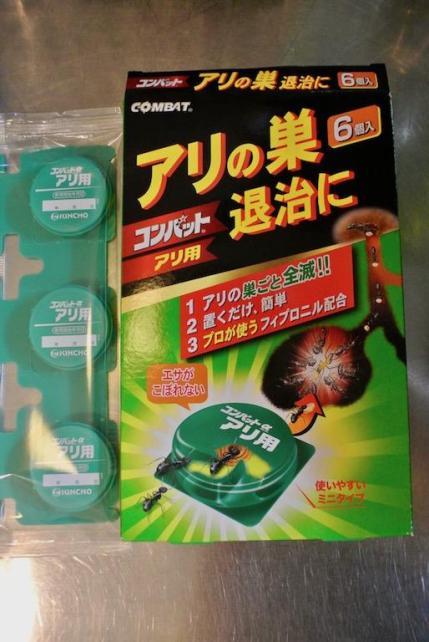 コンバット アリの巣 退治に 6個入
COMBAT®
アリの巣
6個入
退治に
コンバット
アリ用
1 アリの巣ごと全滅!!
2 置くだけ、簡単
3 プロが使うフィプロニル配合
エサが
こぼれない
コンバットα
アリ用
使いやすい
ミニタイプ
コンバットα
アリ用
KINCHO
コンバットα
アリ用
KINCHO
コンバットα
アリ用
KINCHO